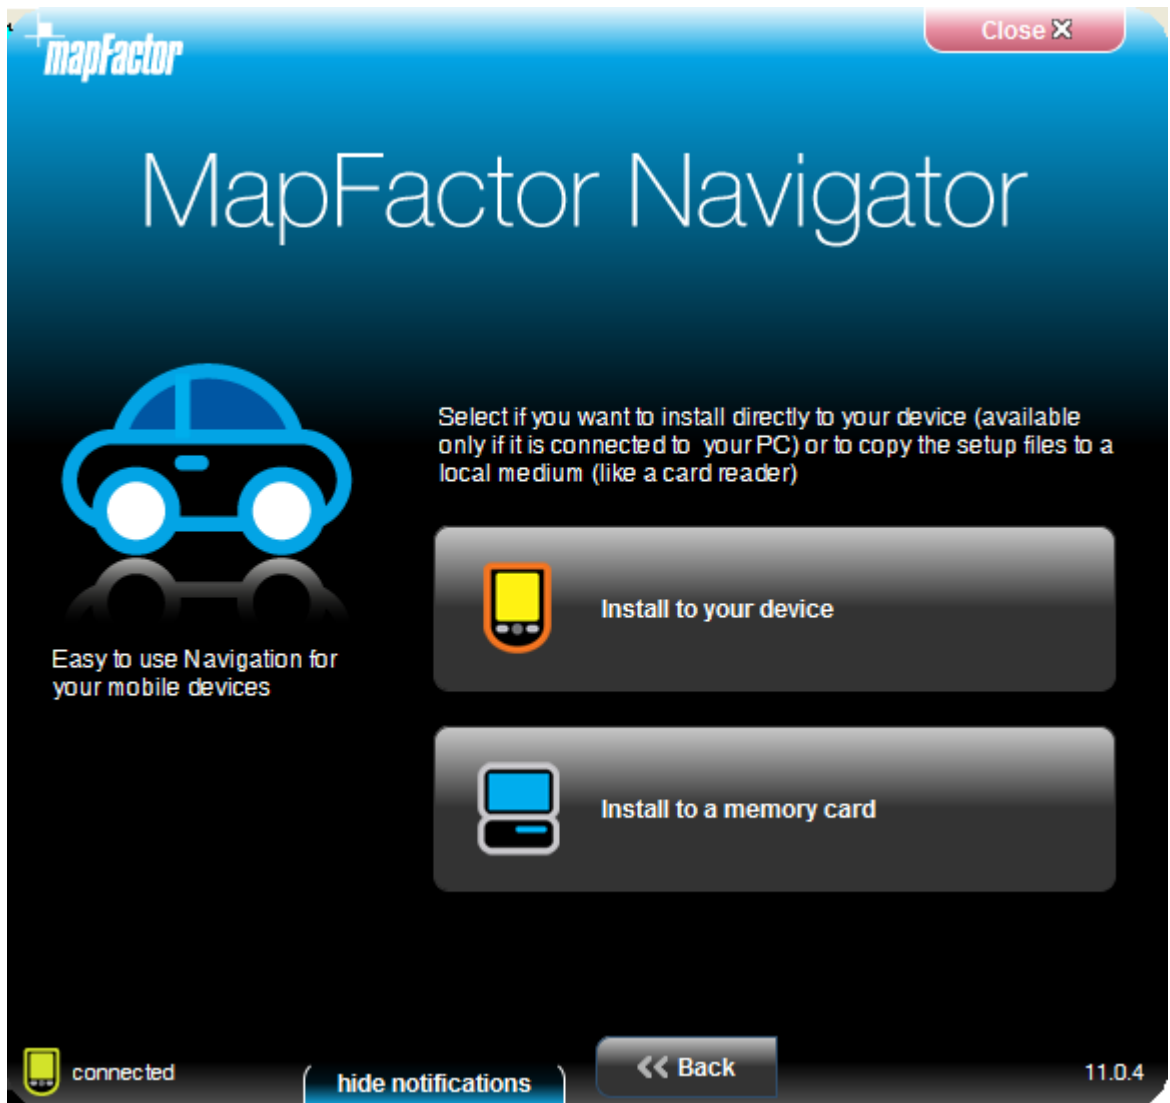 mapFactor
Close
MapFactor Navigator
Select if you want to install directly to your device (available
only if it is connected to your PC) or to copy the setup files to a
local medium (like a card reader)
Install to your device
Easy to use Navigation for
your mobile devices
Install to a memory card
connected
hide notifications
Back
11.0.4